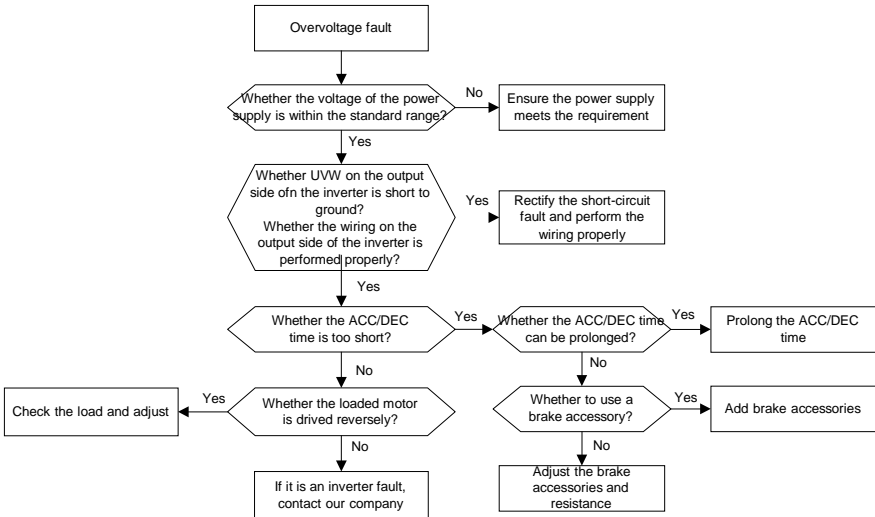 Overvoltage fault
Whether the voltage of the power
supply is within the standard range?
No
Ensure the power supply
meets the requirement
Yes
Whether UVW on the output
side ofn the inverter is short to
ground?
Whether the wiring on the
output side of the inverter is
performed properly?
Yes
Rectify the short-circuit
fault and perform the
wiring properly
Yes
Whether the ACC/DEC
time is too short?
Yes
Whether the ACC/DEC time
can be prolonged?
Yes
Prolong the ACC/DEC
time
No
No
Check the load and adjust
Yes
Whether the loaded motor
is drived reversely?
Whether to use a
brake accessory?
Yes
Add brake accessories
No
No
If it is an inverter fault,
contact our company
Adjust the brake
accessories and
resistance